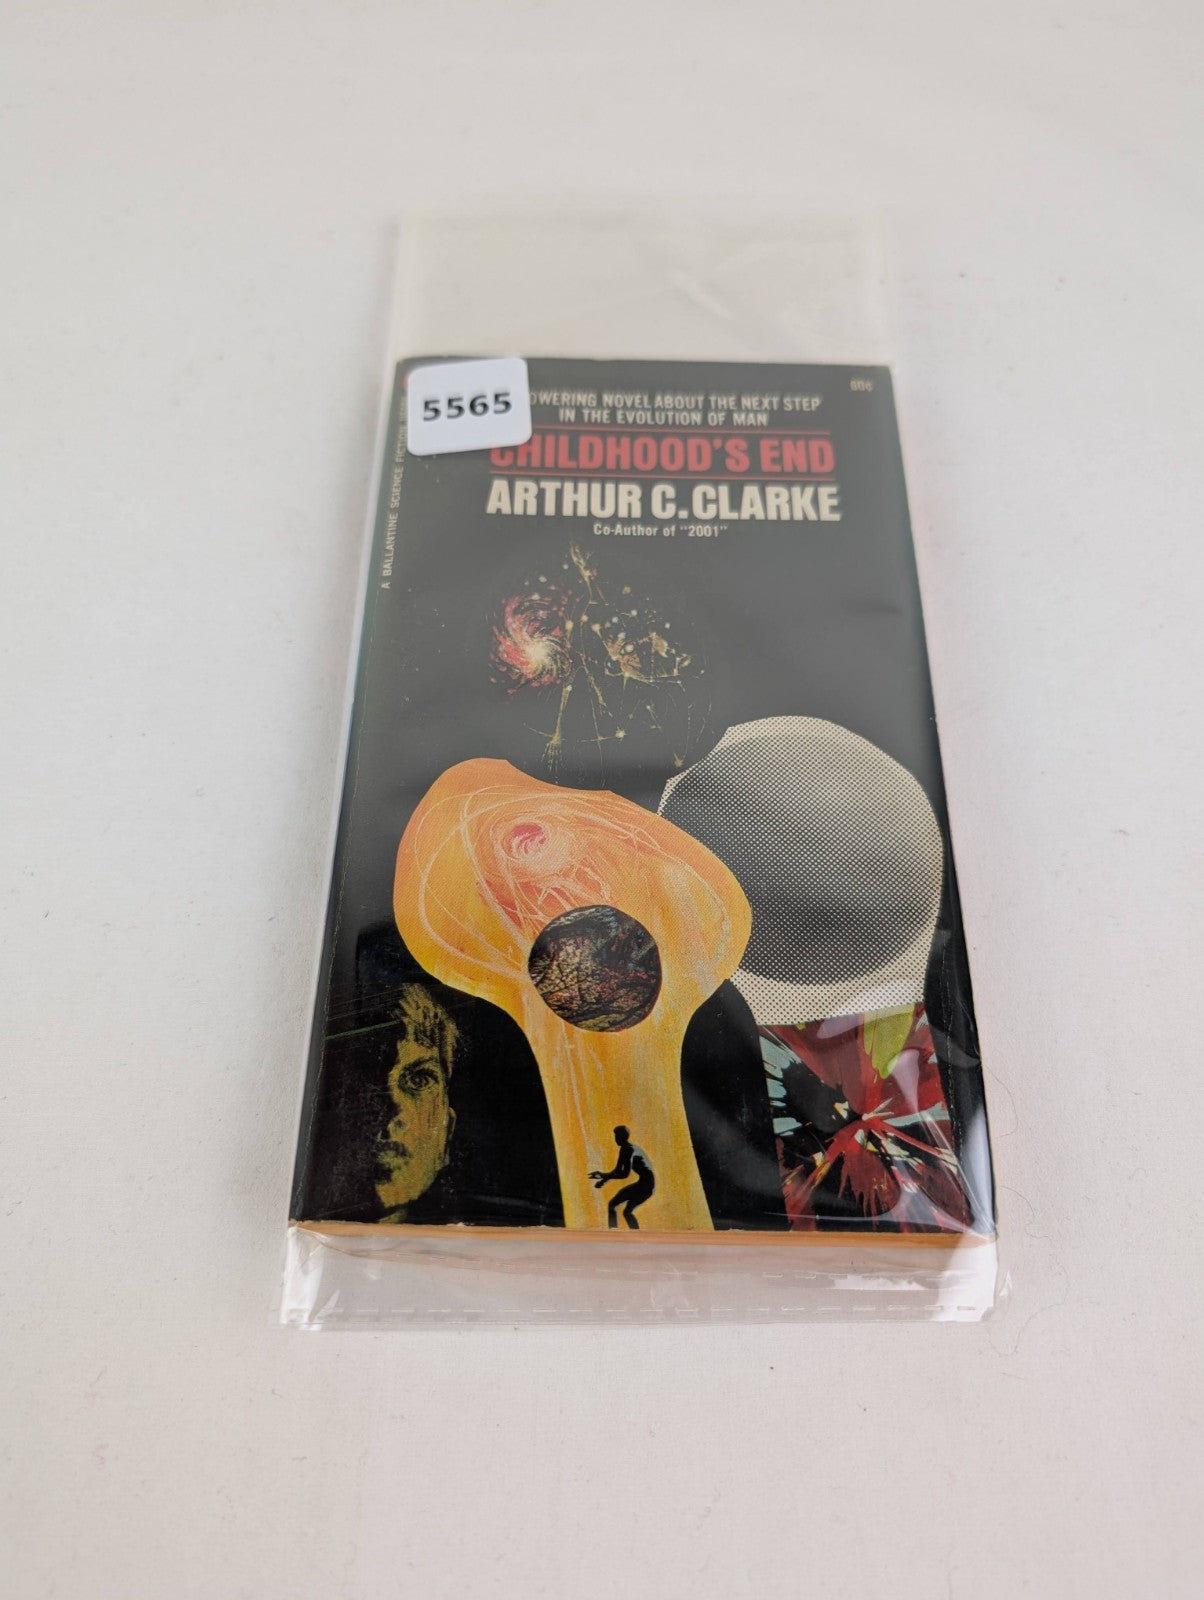 5565
60¢
OWERING NOVEL ABOUT THE NEXT STEP
IN THE EVOLUTION OF MAN
CHILDHOOD'S END
ARTHUR C. CLARKE
Co-Author of "2001"
A BALLANTINE SCIENCE FICTION